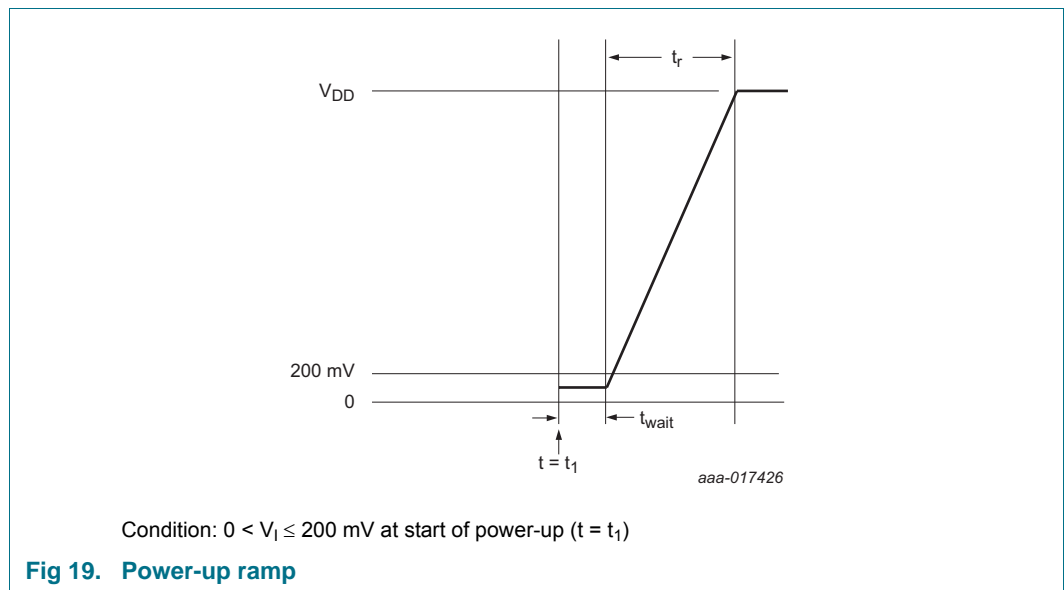 tr
VDD
200 mV
0
twait
t = t1
aaa-017426
Condition: 0 < VI ≤ 200 mV at start of power-up (t = t1)
Fig 19. Power-up ramp